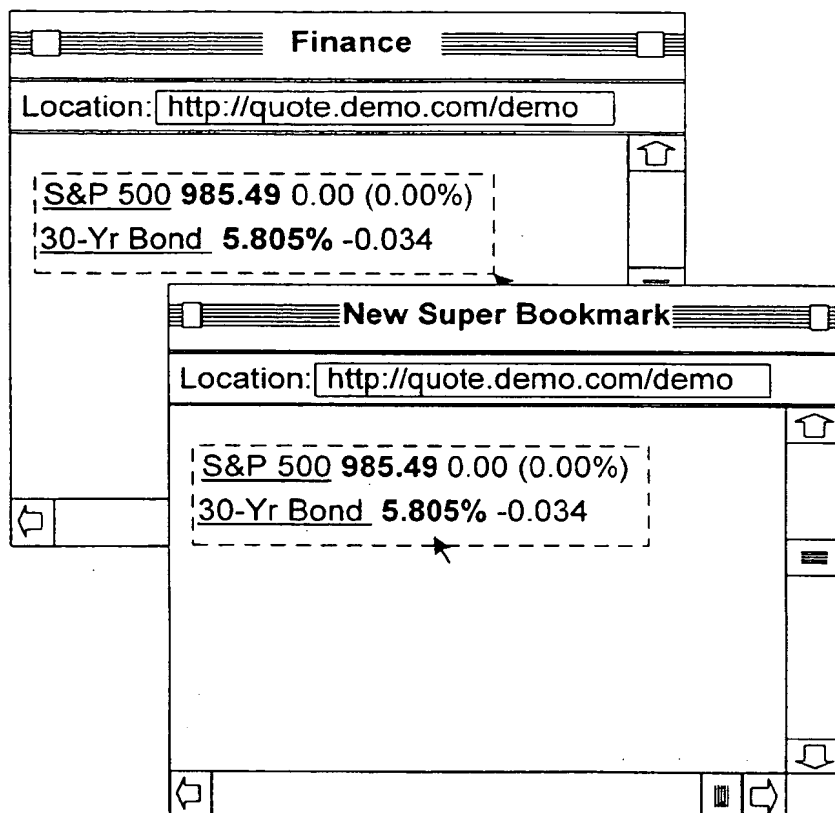 Finance
Location: http://quote.demo.com/demo
S&P 500 985.49 0.00 (0.00%)
30-Yr Bond 5.805% -0.034
New Super Bookmark
Location: http://quote.demo.com/demo
S&P 500 985.49 0.00 (0.00%)
30-Yr Bond 5.805% -0.034